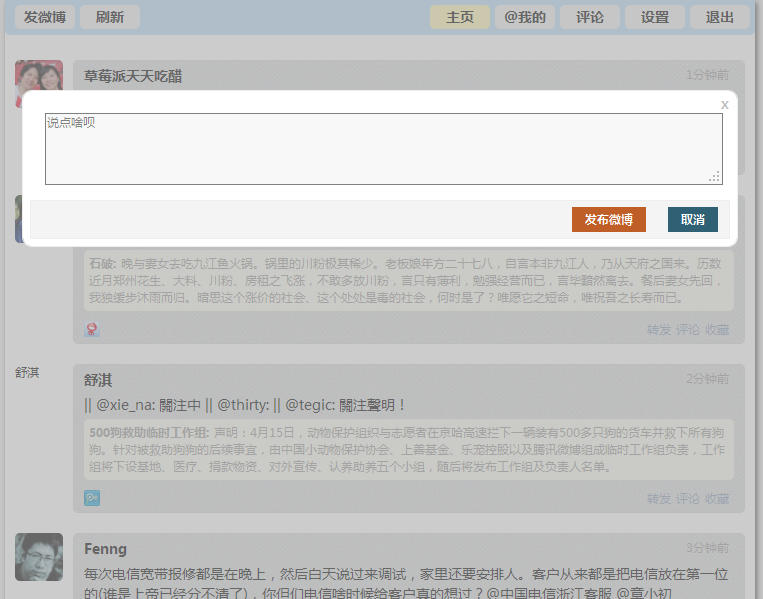 发微博 刷新 主页 @我的 评论 设置 退出
草莓派天天吃醋 1分钟前
x
说点啥呗
发布微博 取消
石破: 晚与妻女去吃九江鱼火锅。锅里的川粉极其稀少。老板娘年方二十七八，自言本非九江人，乃从天府之国来。历数
近月郑州花生、大料、川粉、房租之飞涨，不敢多放川粉，言只有薄利，勉强经营而已，言毕黯然离去。餐后妻女先回，
我独缓步沐雨而归。暗思这个涨价的社会、这个处处是毒的社会，何时是了？唯愿它之短命，唯祝吾之长寿而已。
转发 评论 收藏
舒淇
舒淇 2分钟前
|| @xie_na: 關注中 || @thirty: || @tegic: 關注聲明！
500狗救助临时工作组: 声明：4月15日，动物保护组织与志愿者在京哈高速拦下一辆装有500多只狗的货车并救下所有狗
狗。针对被救助狗狗的后续事宜，由中国小动物保护协会、上善基金、乐宠控股以及腾讯微博组成临时工作组负责，工作
组将下设基地、医疗、捐款物资、对外宣传、认养助养五个小组，随后将发布工作组及负责人名单。
转发 评论 收藏
Fenng 3分钟前
每次电信宽带报修都是在晚上，然后白天说过来调试，家里还要安排人。客户从来都是把电信放在第一位
的(谁是上帝已经分不清了)，你但们电信啥时候给客户真的想过？@中国电信浙江客服 @童小初